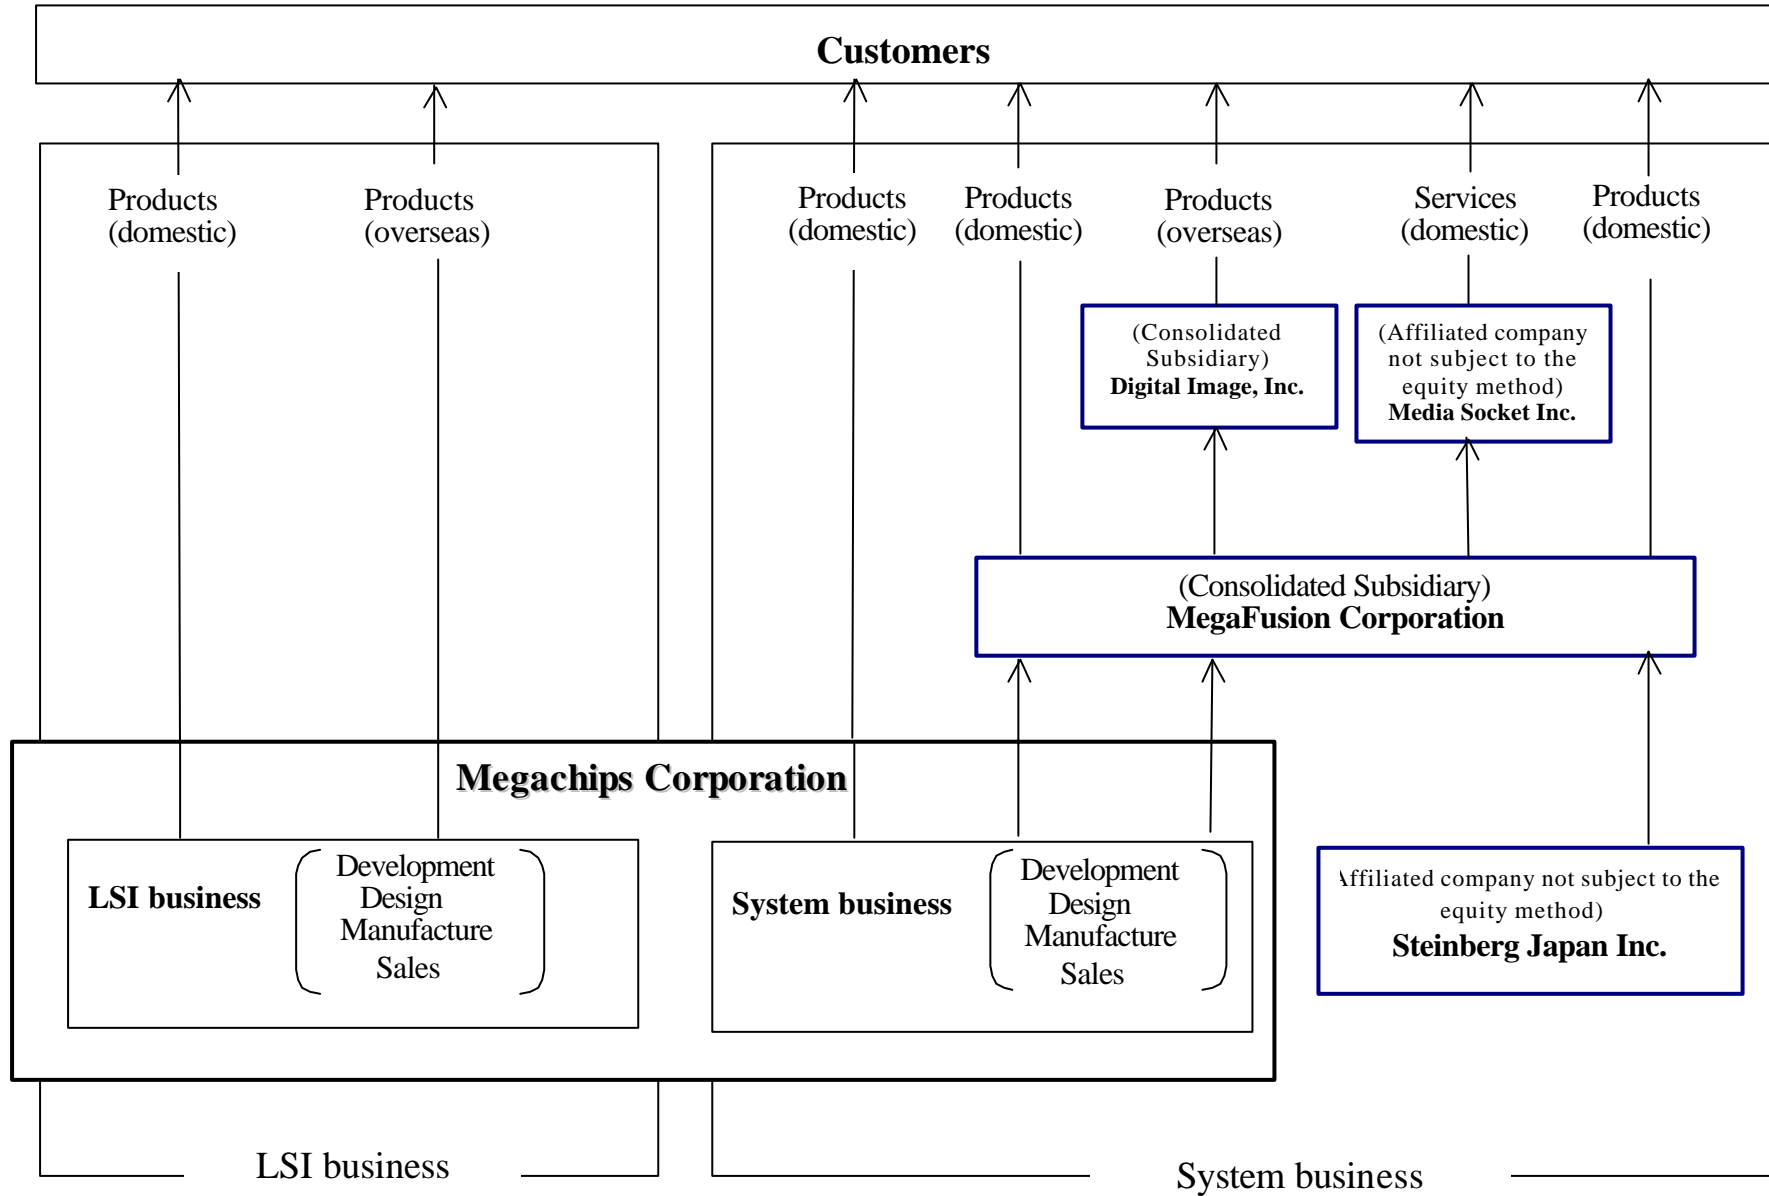 Customers
Products
(domestic)
Products
(overseas)
Products
(domestic)
Products
(domestic)
Products
(overseas)
Services
(domestic)
Products
(domestic)
(Consolidated
Subsidiary)
Digital Image, Inc.
(Affiliated company
not subject to the
equity method)
Media Socket Inc.
(Consolidated Subsidiary)
MegaFusion Corporation
Megachips Corporation
LSI business
Development
Design
Manufacture
Sales
System business
Development
Design
Manufacture
Sales
Affiliated company not subject to the
equity method)
Steinberg Japan Inc.
LSI business
System business